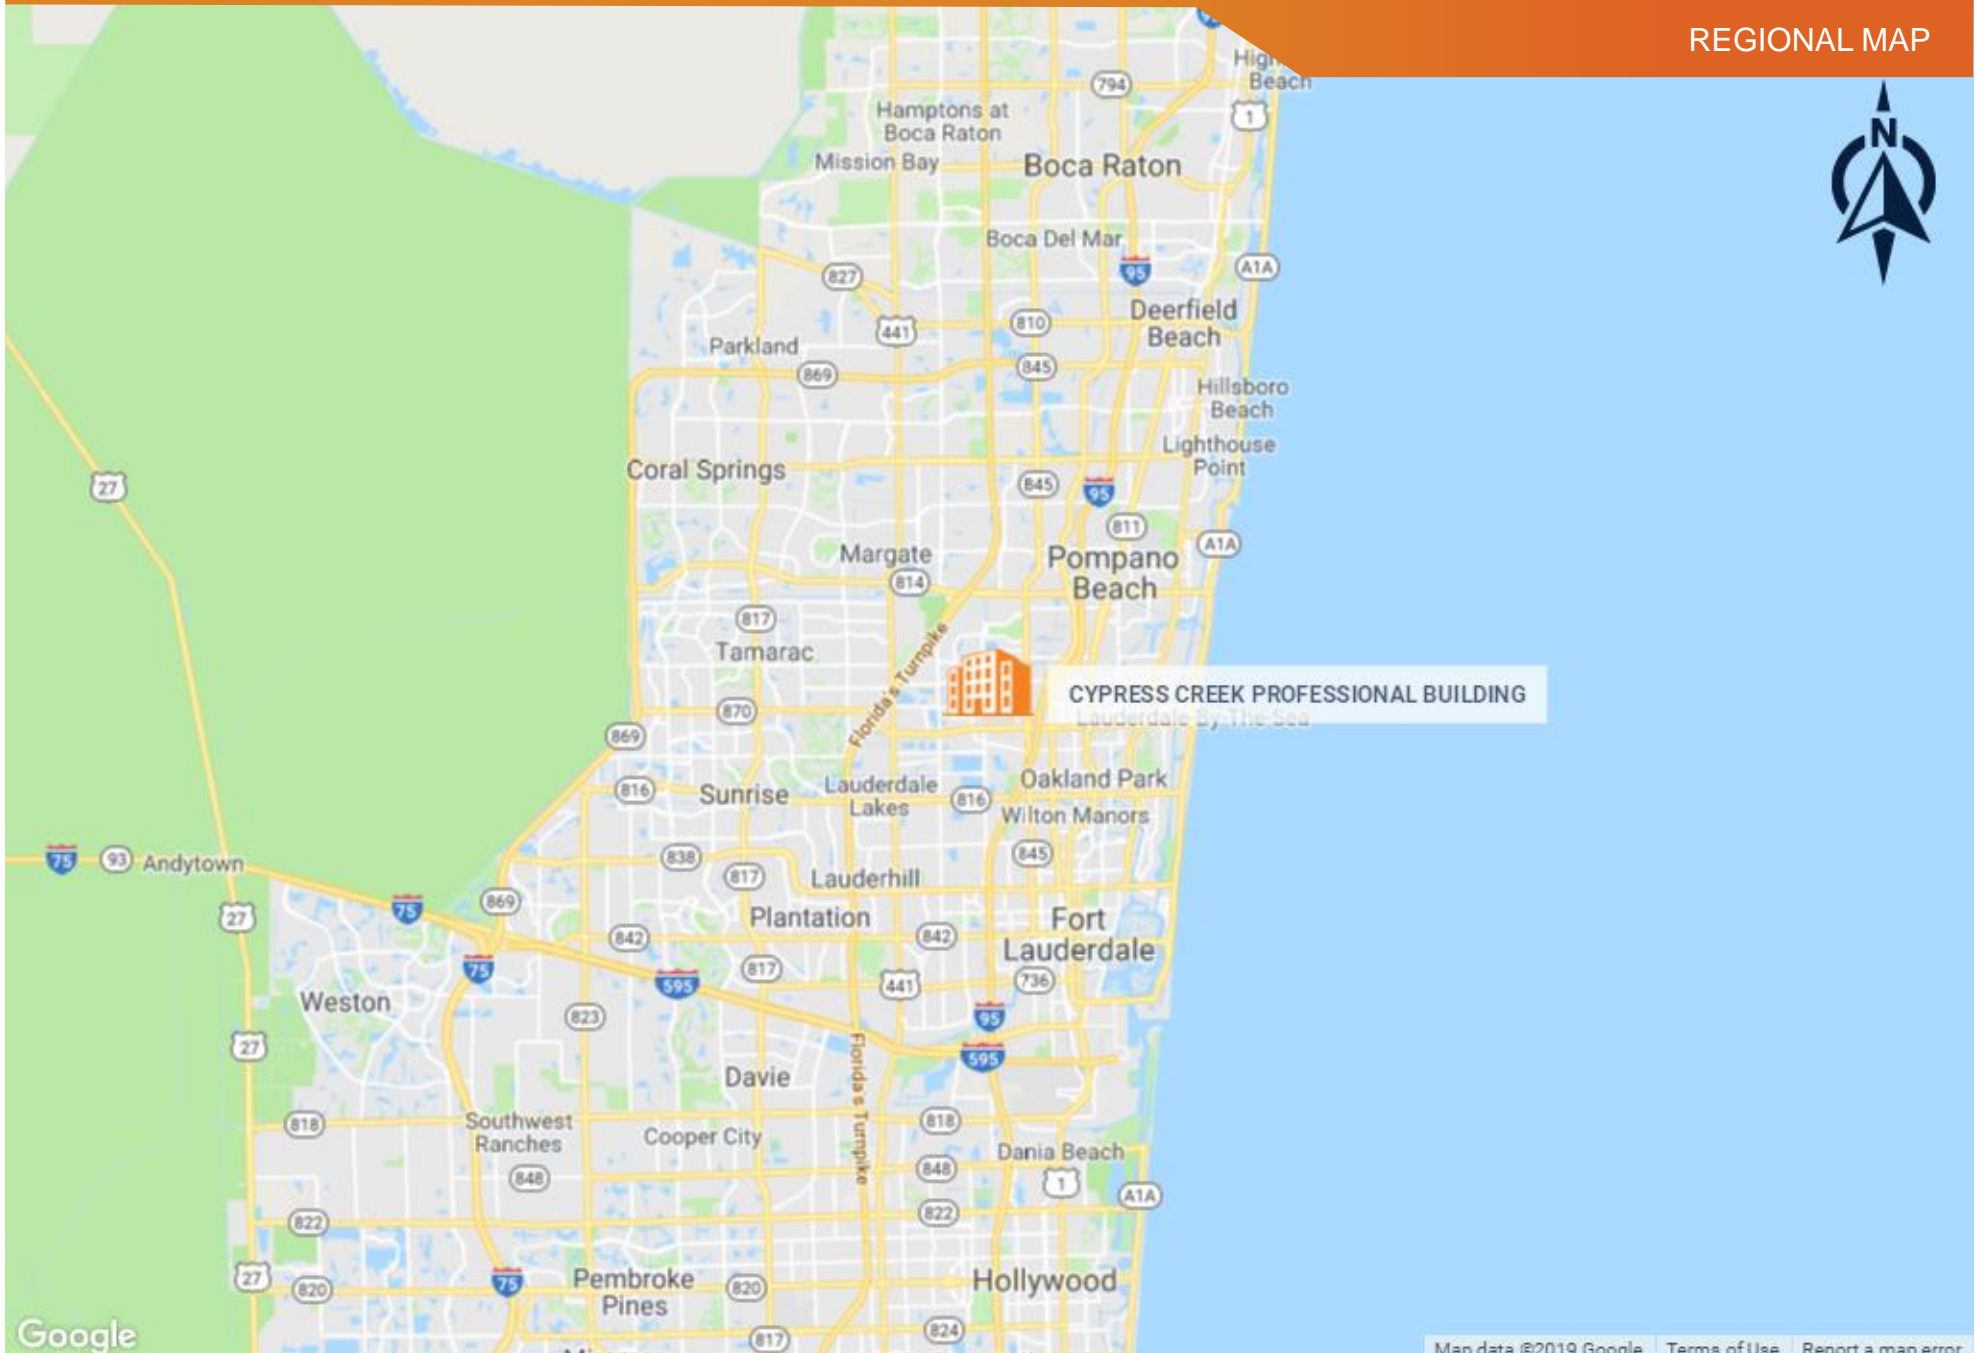 REGIONAL MAP
High
Beach
794
1
N
Hamptons at
Boca Raton
Mission Bay
Boca Raton
Boca Del Mar
95
A1A
827
441
810
Deerfield
Beach
Parkland
869
845
Hillsboro
Beach
Lighthouse
Point
Coral Springs
27
845
95
811
A1A
Margate
814
Pompano
Beach
817
Tamarac
Florida's Turnpike
CYPRESS CREEK PROFESSIONAL BUILDING
Lauderdale By The Sea
870
869
816
Sunrise
Lauderdale
Lakes
816
Oakland Park
Wilton Manors
75
93
Andytown
838
817
845
Lauderhill
75
869
27
Plantation
Fort
Lauderdale
842
842
75
817
595
441
736
Weston
823
95
27
595
Florida's Turnpike
Davie
818
Southwest
Ranches
Cooper City
818
Dania Beach
848
848
1
A1A
822
822
27
820
75
Pembroke
Pines
820
Hollywood
Google
817
824
Map data ©2019 Google
Terms of Use
Report a map error